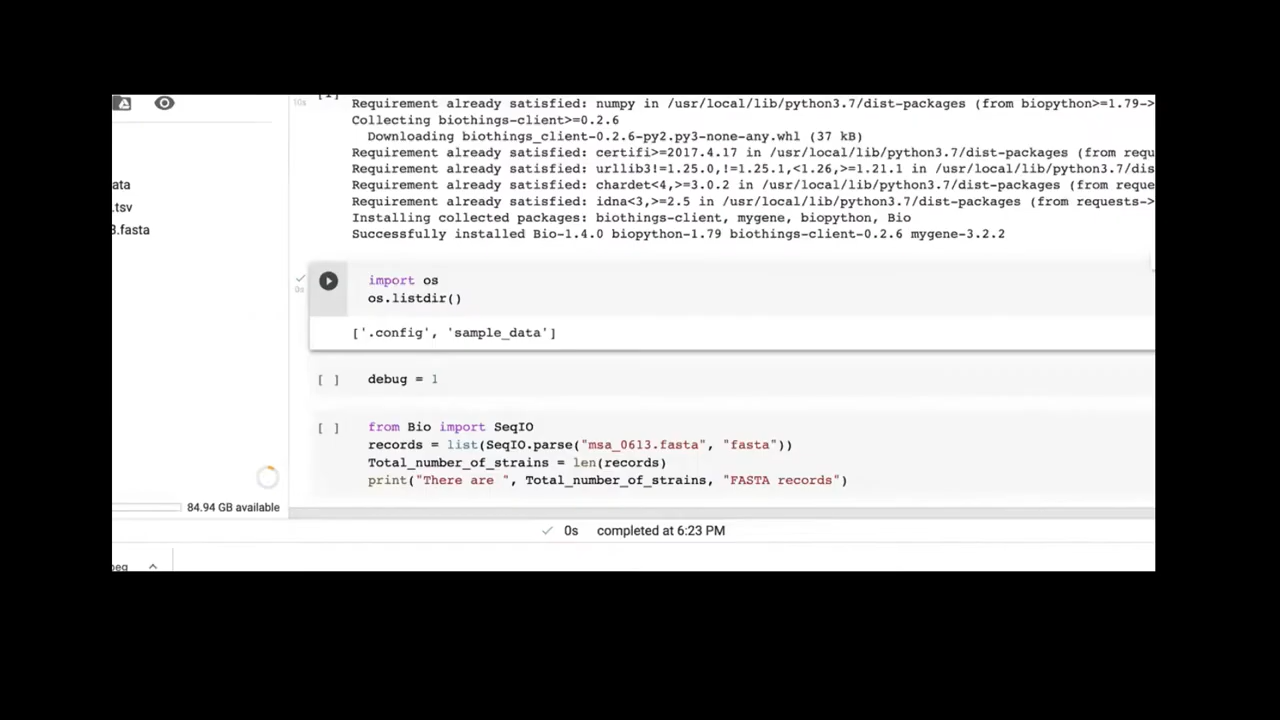 10s
Requirement already satisfied: numpy in /usr/local/lib/python3.7/dist-packages (from biopython>=1.79->
Collecting biothings-client>=0.2.6
Downloading biothings_client-0.2.6-py2.py3-none-any.whl (37 kB)
Requirement already satisfied: certifi>=2017.4.17 in /usr/local/lib/python3.7/dist-packages (from requ
Requirement already satisfied: urllib3!=1.25.0,!=1.25.1,<1.26,>=1.21.1 in /usr/local/lib/python3.7/dis
Requirement already satisfied: chardet<4,>=3.0.2 in /usr/local/lib/python3.7/dist-packages (from reque
Requirement already satisfied: idna<3,>=2.5 in /usr/local/lib/python3.7/dist-packages (from requests->
Installing collected packages: biothings-client, mygene, biopython, Bio
Successfully installed Bio-1.4.0 biopython-1.79 biothings-client-0.2.6 mygene-3.2.2
ata
.tsv
3.fasta
0s
import os
os.listdir()
['.config', 'sample_data']
[ ] debug = 1
[ ] from Bio import SeqIO
records = list(SeqIO.parse("msa_0613.fasta", "fasta"))
Total_number_of_strains = len(records)
print("There are ", Total_number_of_strains, "FASTA records")
84.94 GB available
0s completed at 6:23 PM